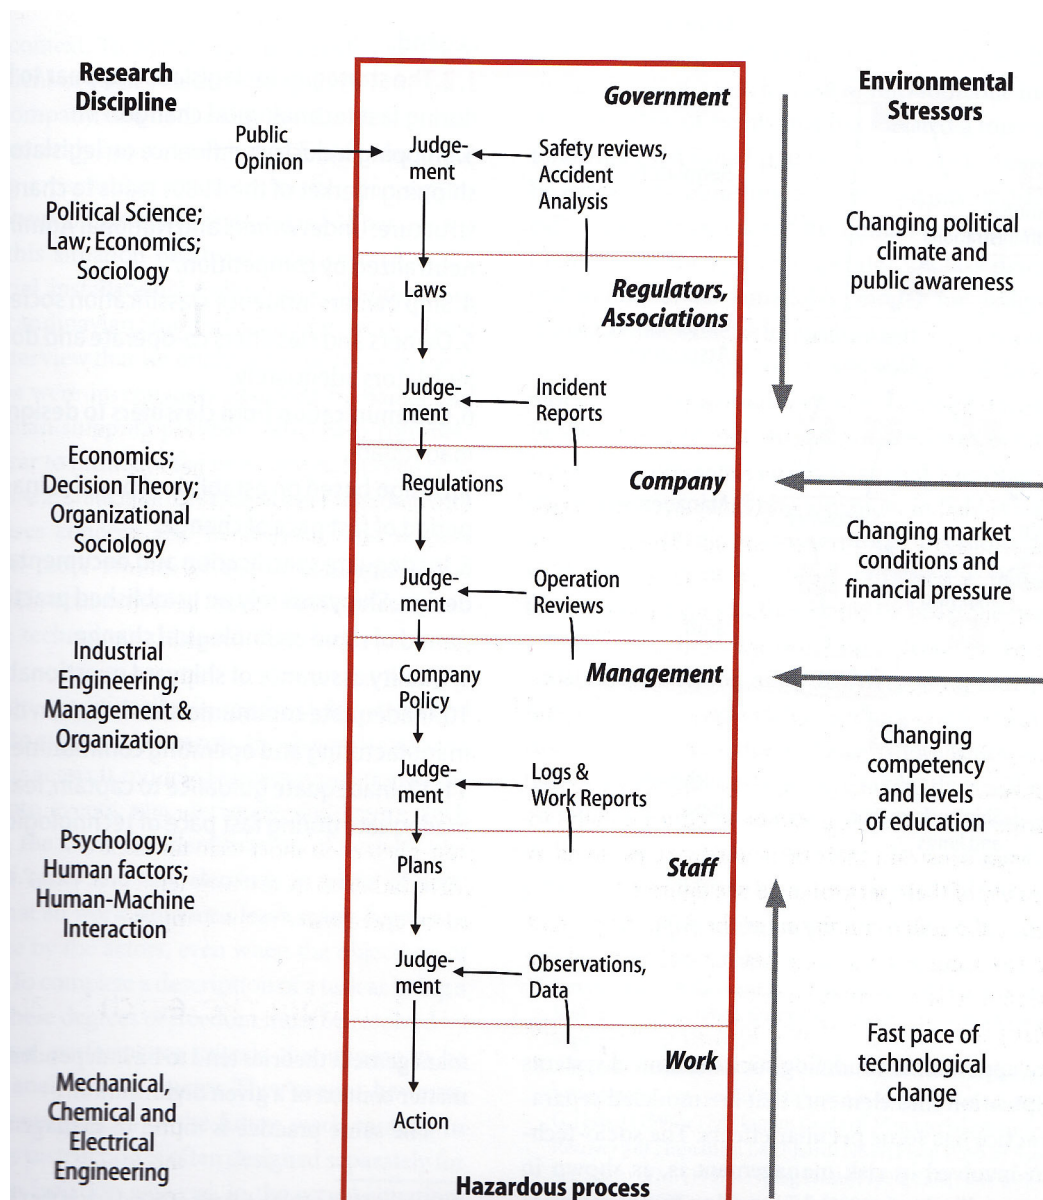 Research
Discipline
Public
Opinion
Political Science;
Law; Economics;
Sociology
Economics;
Decision Theory;
Organizational
Sociology
Industrial
Engineering;
Management &
Organization
Psychology;
Human factors;
Human-Machine
Interaction
Mechanical,
Chemical and
Electrical
Engineering
Government
Judge-
ment
Safety reviews,
Accident
Analysis
Laws
Regulators,
Associations
Judge-
ment
Incident
Reports
Regulations
Company
Judge-
ment
Operation
Reviews
Company
Policy
Management
Judge-
ment
Logs &
Work Reports
Plans
Staff
Judge-
ment
Observations,
Data
Work
Action
Hazardous process
Environmental
Stressors
Changing political
climate and
public awareness
Changing market
conditions and
financial pressure
Changing
competency
and levels
of education
Fast pace of
technological
change